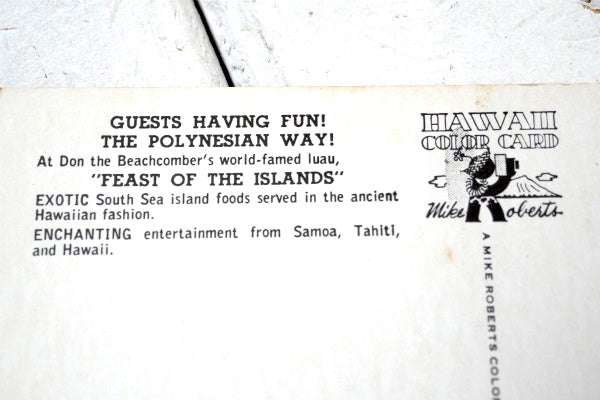 GUESTS HAVING FUN!
THE POLYNESIAN WAY!
At Don the Beachcomber's world-famed luau,
"FEAST OF THE ISLANDS"
EXOTIC South Sea island foods served in the ancient
Hawaiian fashion.
ENCHANTING entertainment from Samoa, Tahiti,
and Hawaii.
HAWAII
COLOR CARD
Mike Roberts
A MIKE ROBERTS COLO